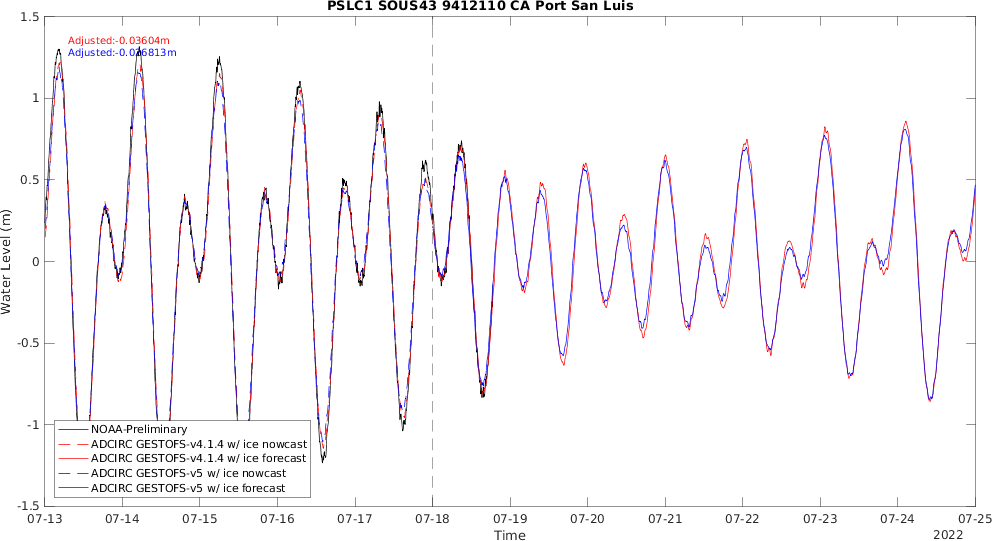 PSLC1 SOUS43 9412110 CA Port San Luis
1.5
1
0.5
0
-0.5
-1
-1.5
Water Level (m)
Adjusted:-0.03604m
Adjusted:-0.036813m
NOAA-Preliminary
ADCIRC GESTOFS-v4.1.4 w/ ice nowcast
ADCIRC GESTOFS-v4.1.4 w/ ice forecast
ADCIRC GESTOFS-v5 w/ ice nowcast
ADCIRC GESTOFS-v5 w/ ice forecast
07-13 07-14 07-15 07-16 07-17 07-18 07-19 07-20 07-21 07-22 07-23 07-24 07-25
Time
2022